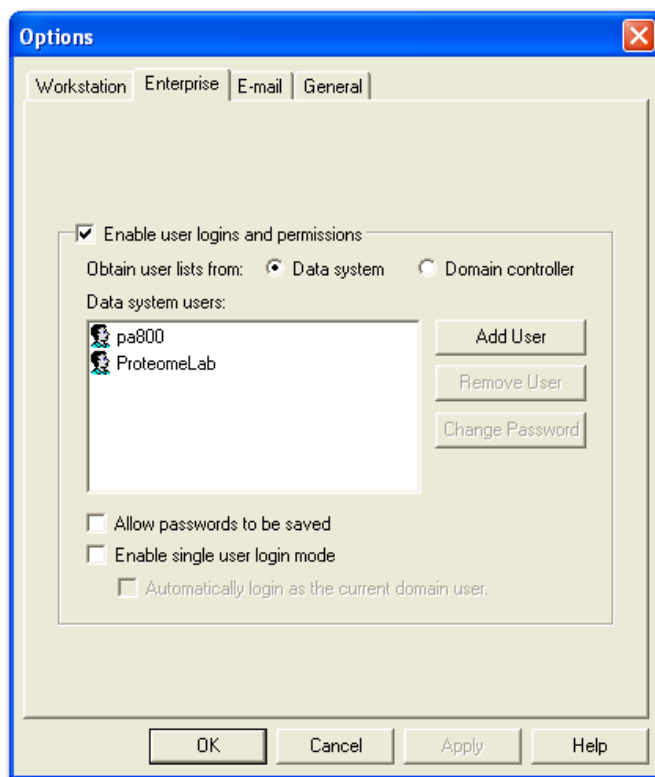 Options
Workstation Enterprise E-mail General
Enable user logins and permissions
Obtain user lists from: Data system Domain controller
Data system users:
pa800
ProteomeLab
Add User
Remove User
Change Password
Allow passwords to be saved
Enable single user login mode
Automatically login as the current domain user.
OK Cancel Apply Help